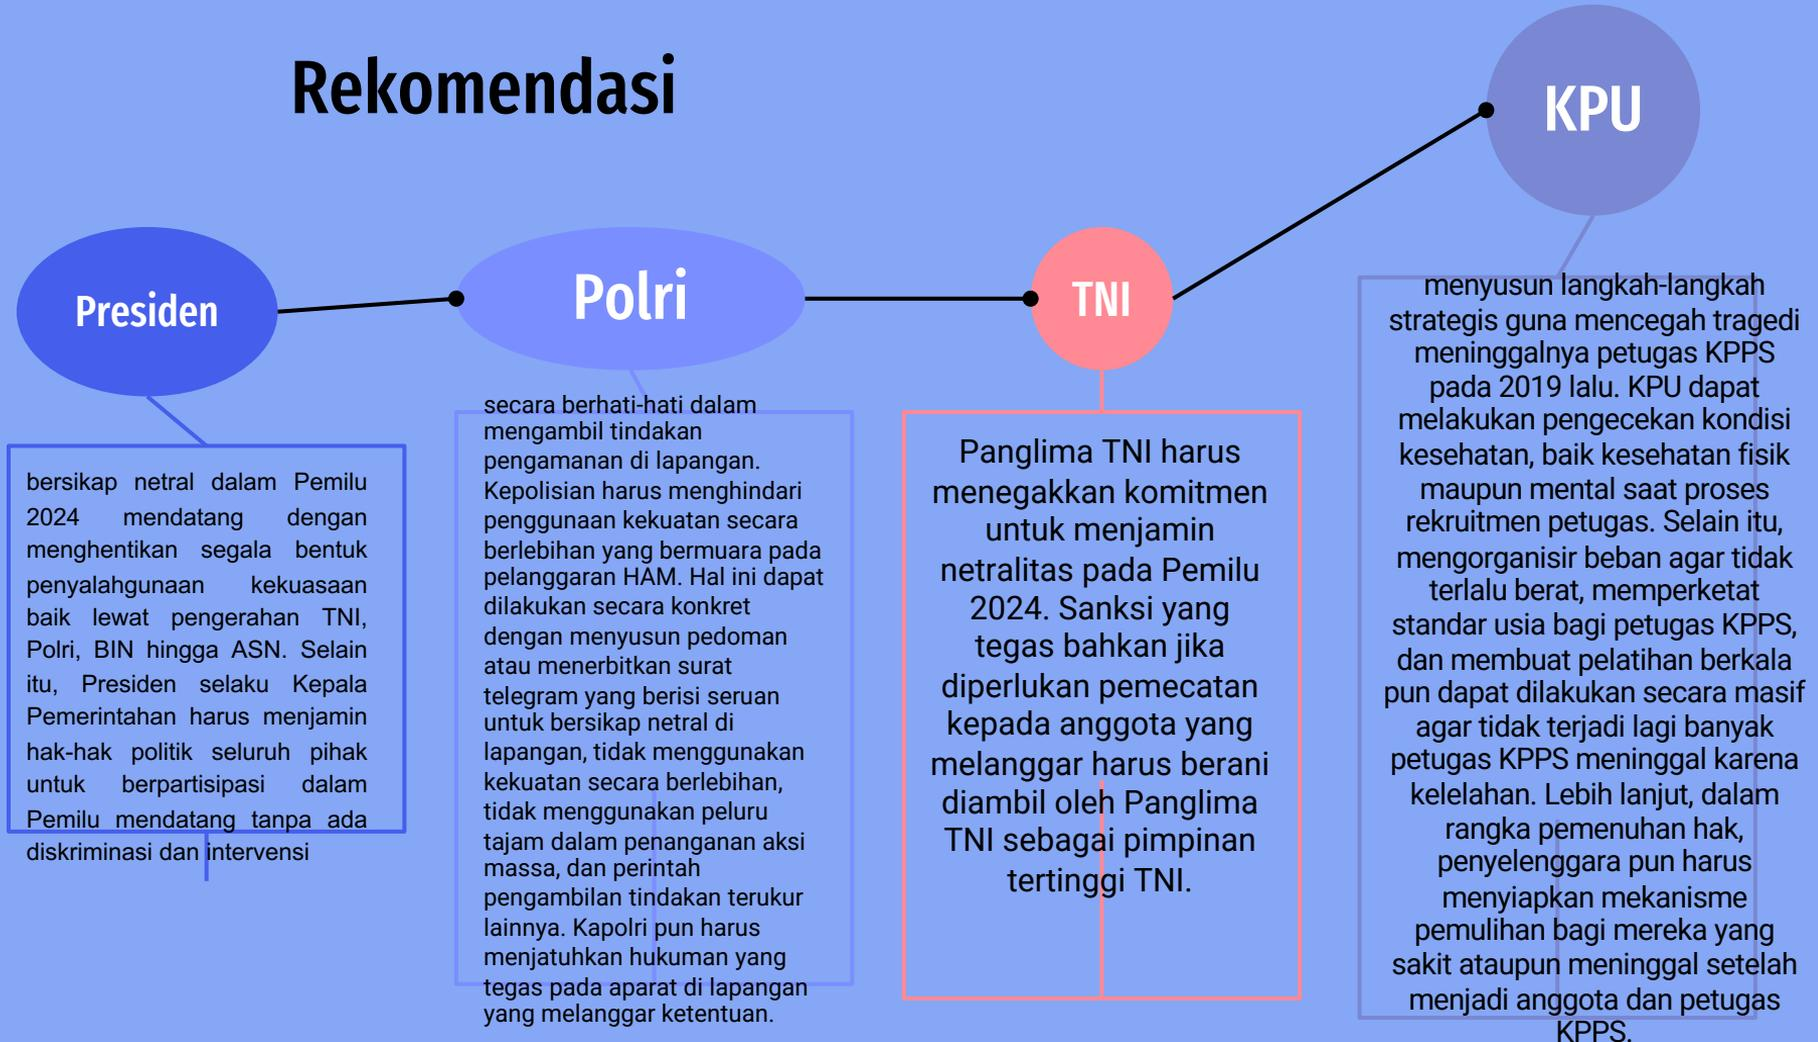 Rekomendasi
Presiden
bersikap netral dalam Pemilu
2024 mendatang dengan
menghentikan segala bentuk
penyalahgunaan kekuasaan
baik lewat pengerahan TNI,
Polri, BIN hingga ASN. Selain
itu, Presiden selaku Kepala
Pemerintahan harus menjamin
hak-hak politik seluruh pihak
untuk berpartisipasi dalam
Pemilu mendatang tanpa ada
diskriminasi dan intervensi
Polri
secara berhati-hati dalam
mengambil tindakan
pengamanan di lapangan.
Kepolisian harus menghindari
penggunaan kekuatan secara
berlebihan yang bermuara pada
pelanggaran HAM. Hal ini dapat
dilakukan secara konkret
dengan menyusun pedoman
atau menerbitkan surat
telegram yang berisi seruan
untuk bersikap netral di
lapangan, tidak menggunakan
kekuatan secara berlebihan,
tidak menggunakan peluru
tajam dalam penanganan aksi
massa, dan perintah
pengambilan tindakan terukur
lainnya. Kapolri pun harus
menjatuhkan hukuman yang
tegas pada aparat di lapangan
yang melanggar ketentuan.
TNI
Panglima TNI harus
menegakkan komitmen
untuk menjamin
netralitas pada Pemilu
2024. Sanksi yang
tegas bahkan jika
diperlukan pemecatan
kepada anggota yang
melanggar harus berani
diambil oleh Panglima
TNI sebagai pimpinan
tertinggi TNI.
KPU
menyusun langkah-langkah
strategis guna mencegah tragedi
meninggalnya petugas KPPS
pada 2019 lalu. KPU dapat
melakukan pengecekan kondisi
kesehatan, baik kesehatan fisik
maupun mental saat proses
rekruitmen petugas. Selain itu,
mengorganisir beban agar tidak
terlalu berat, memperketat
standar usia bagi petugas KPPS,
dan membuat pelatihan berkala
pun dapat dilakukan secara masif
agar tidak terjadi lagi banyak
petugas KPPS meninggal karena
kelelahan. Lebih lanjut, dalam
rangka pemenuhan hak,
penyelenggara pun harus
menyiapkan mekanisme
pemulihan bagi mereka yang
sakit ataupun meninggal setelah
menjadi anggota dan petugas
KPPS.